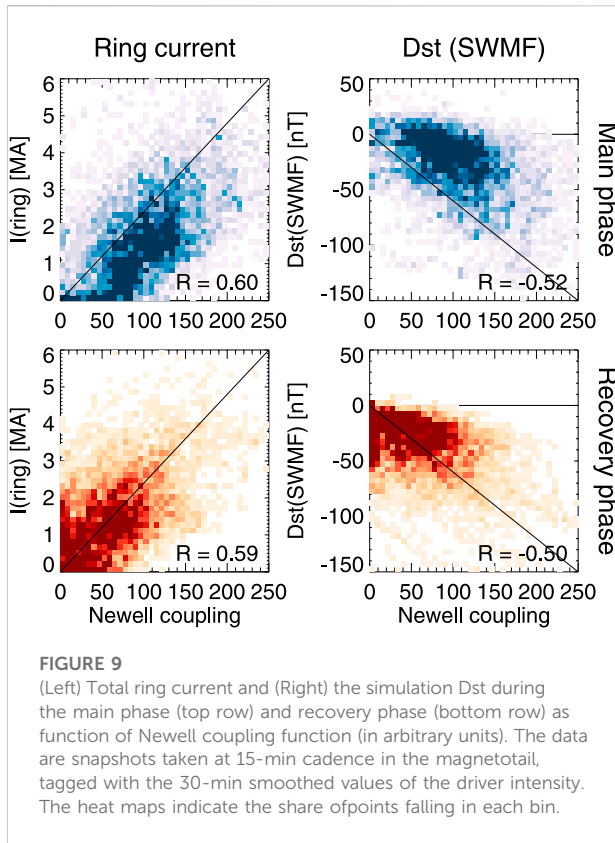 Ring current
Dst (SWMF)
6
5
4
3
2
1
0
I(ring) [MA]
R = 0.60
0 50 100 150 200 250
50
0
-50
-100
-150
Dst(SWMF) [nT]
R = -0.52
0 50 100 150 200 250
Main phase
6
5
4
3
2
1
0
I(ring) [MA]
R = 0.59
0 50 100 150 200 250
Newell coupling
50
0
-50
-100
-150
Dst(SWMF) [nT]
R = -0.50
0 50 100 150 200 250
Newell coupling
Recovery phase
FIGURE 9
(Left) Total ring current and (Right) the simulation Dst during
the main phase (top row) and recovery phase (bottom row) as
function of Newell coupling function (in arbitrary units). The data
are snapshots taken at 15-min cadence in the magnetotail,
tagged with the 30-min smoothed values of the driver intensity.
The heat maps indicate the share ofpoints falling in each bin.